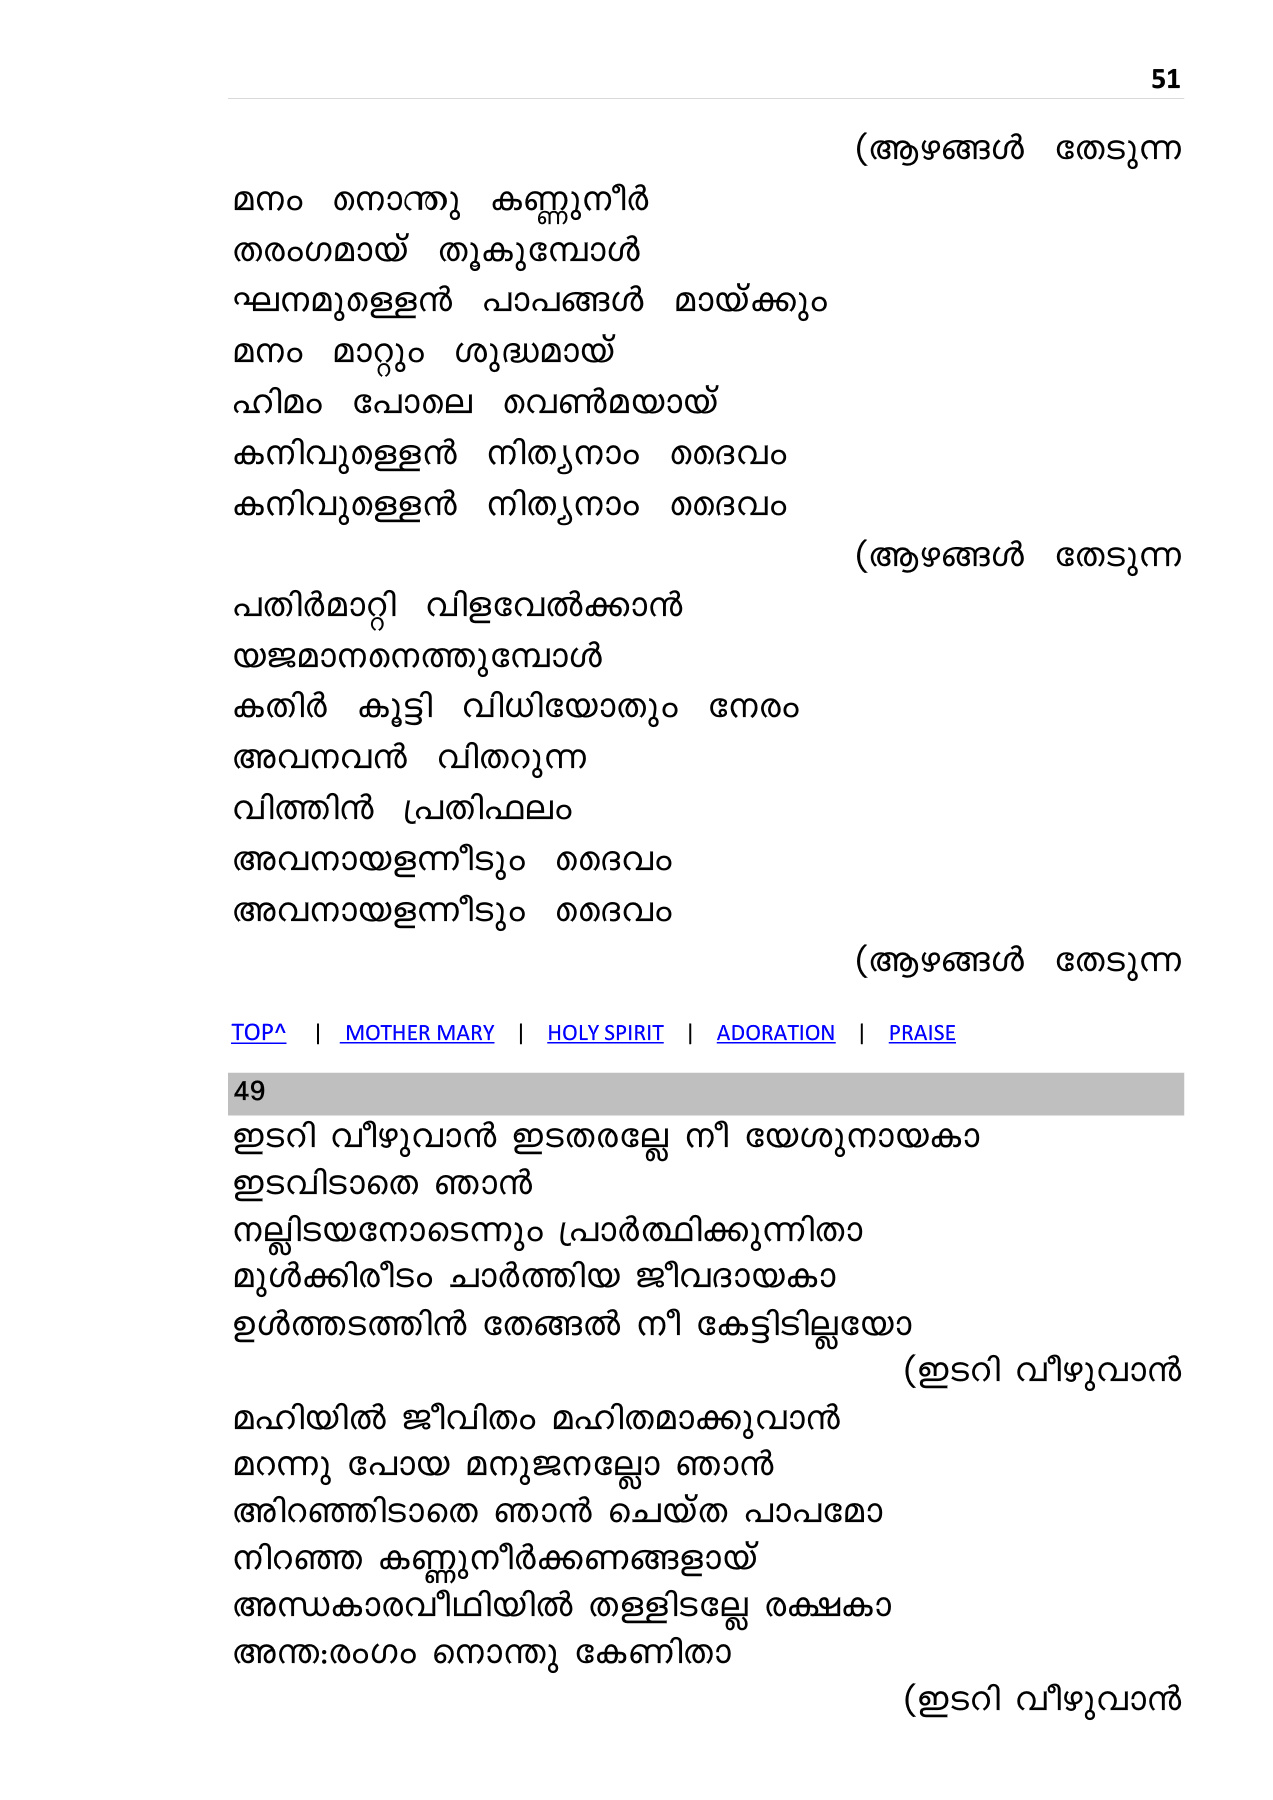 51
(ആഴങ്ങൾ തേടുന്ന
മനം നൊന്തു കണ്ണുനീർ
തരംഗമായ് തൂകുമ്പോൾ
ഘനമുള്ളെൻ പാപങ്ങൾ മായ്ക്കും
മനം മാറ്റും ശുദ്ധമായ്
ഹിമം പോലെ വെൺമയായ്
കനിവുള്ളെൻ നിത്യനാം ദൈവം
കനിവുള്ളെൻ നിത്യനാം ദൈവം
(ആഴങ്ങൾ തേടുന്ന
പതിർമാറ്റി വിളവേൽക്കാൻ
യജമാനനെത്തുമ്പോൾ
കതിർ കൂട്ടി വിധിയോതും നേരം
അവനവൻ വിതറുന്ന
വിത്തിൻ പ്രതിഫലം
അവനായളന്നീടും ദൈവം
അവനായളന്നീടും ദൈവം
(ആഴങ്ങൾ തേടുന്ന
TOP^ | MOTHER MARY | HOLY SPIRIT | ADORATION | PRAISE
49
ഇടറി വീഴുവാൻ ഇടതരല്ലേ നീ യേശുനായകാ
ഇടവിടാതെ ഞാൻ
നല്ലിടയനോടെന്നും പ്രാർത്ഥിക്കുന്നിതാ
മുൾക്കിരീടം ചാർത്തിയ ജീവദായകാ
ഉൾത്തടത്തിൻ തേങ്ങൽ നീ കേട്ടിടില്ലയോ
(ഇടറി വീഴുവാൻ
മഹിയിൽ ജീവിതം മഹിതമാക്കുവാൻ
മറന്നു പോയ മനുജനല്ലോ ഞാൻ
അിറഞ്ഞിടാതെ ഞാൻ ചെയ്ത പാപമോ
നിറഞ്ഞ കണ്ണുനീർക്കണങ്ങളായ്
അന്ധകാരവീഥിയിൽ തള്ളിടല്ലേ രക്ഷകാ
അന്ത:രംഗം നൊന്തു കേണിതാ
(ഇടറി വീഴുവാൻ